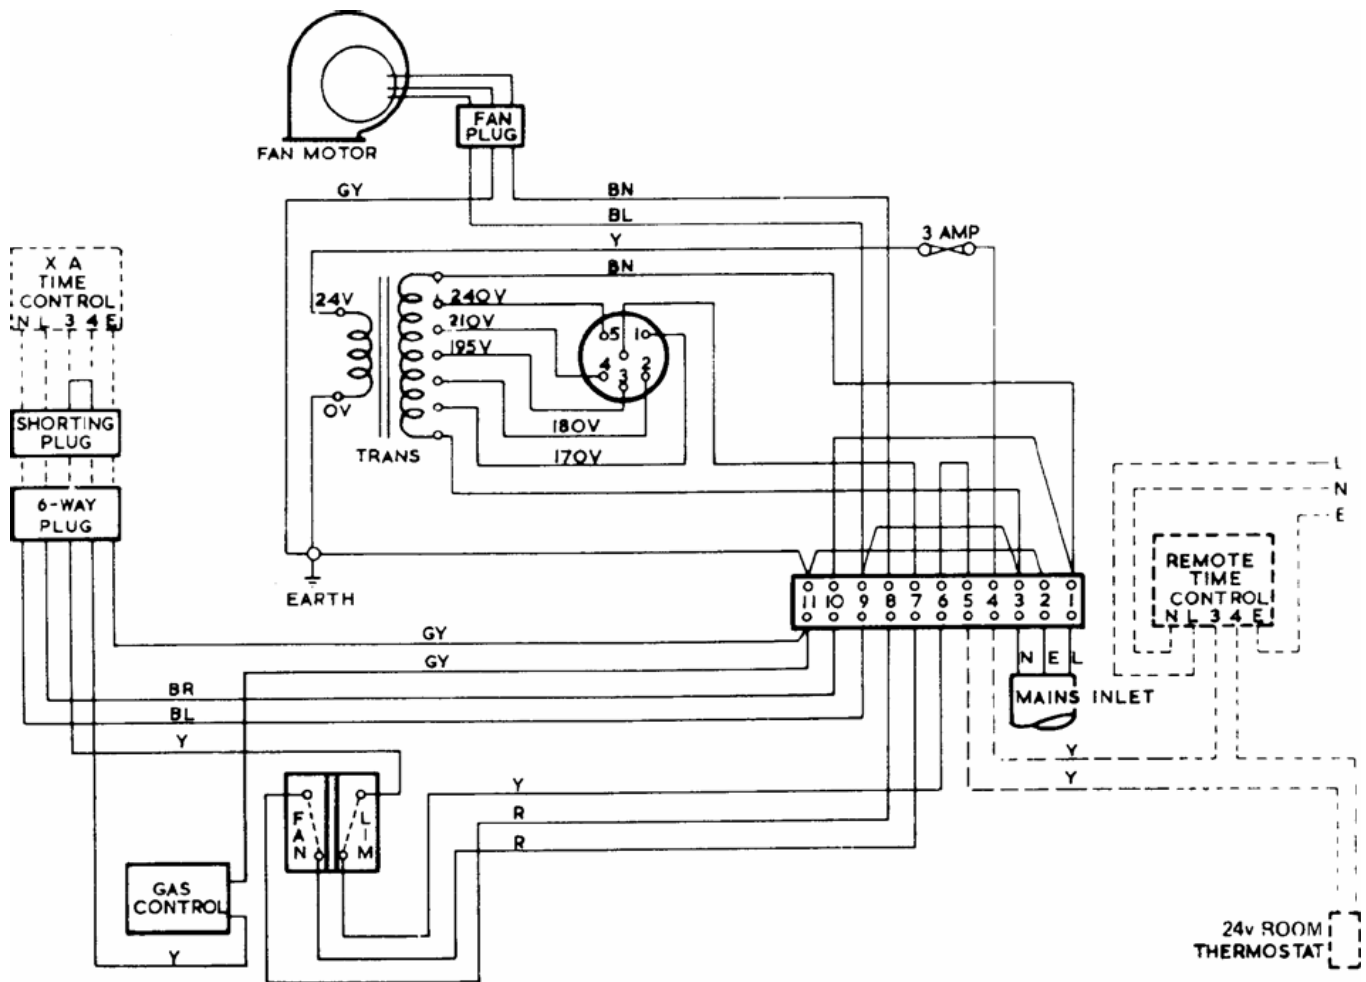 FAN
PLUG
FAN MOTOR
GY
BN
BL
Y
3 AMP
BN
X A
TIME
CONTROL
N L 3 4 E
24V
0V
TRANS
240V
210V
195V
180V
170V
5 1
4 3 2
SHORTING
PLUG
6-WAY
PLUG
EARTH
L
N
E
REMOTE
TIME
CONTROL
N L 3 4 E
11 10 9 8 7 6 5 4 3 2 1
N E L
MAINS INLET
GY
GY
BR
BL
Y
Y
Y
FAN
LIM
Y
R
R
GAS
CONTROL
Y
24v ROOM
THERMOSTAT